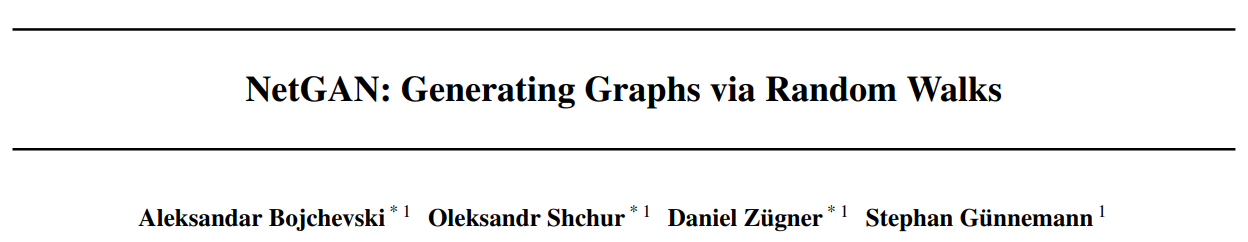 NetGAN: Generating Graphs via Random Walks
Aleksandar Bojchevski * 1 Oleksandr Shchur * 1 Daniel Zügner * 1 Stephan Günnemann 1